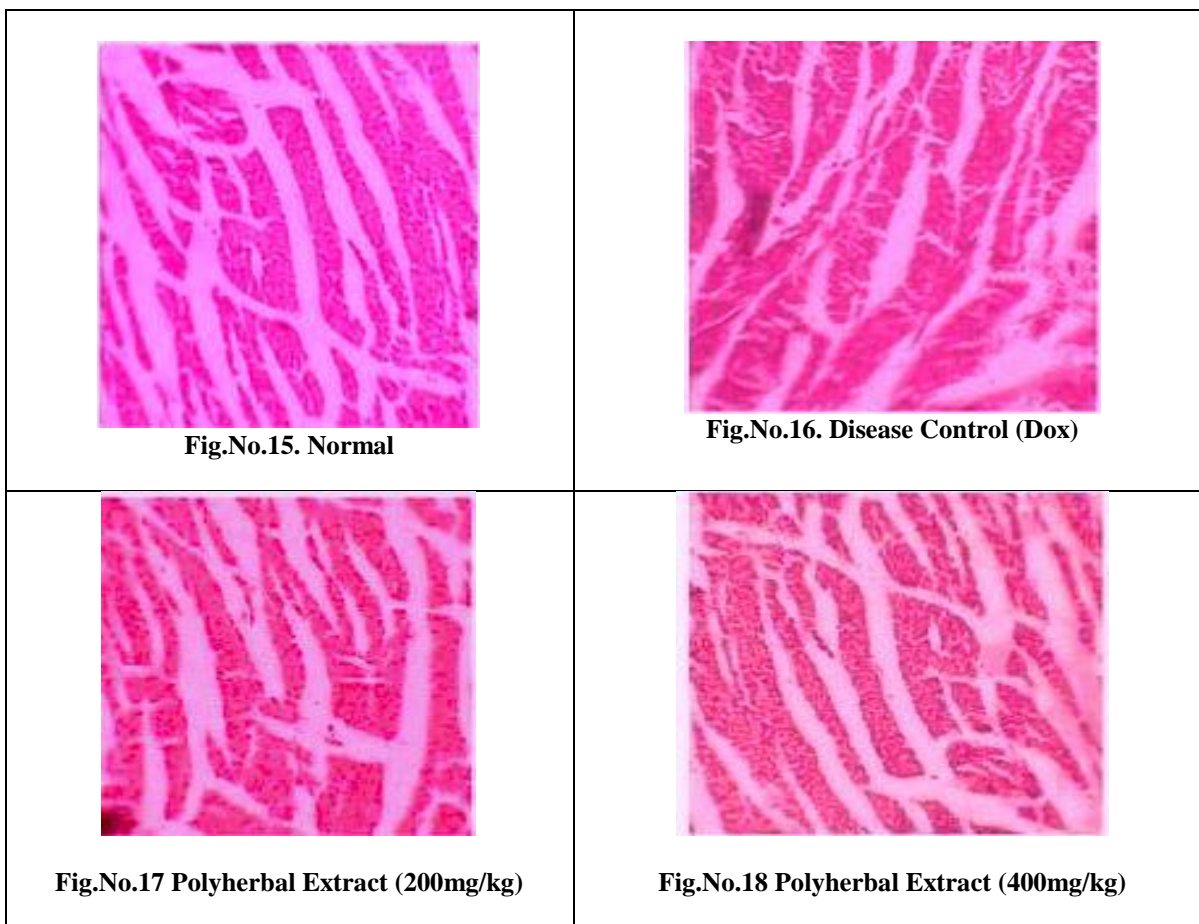 Fig.No.15. Normal
Fig.No.16. Disease Control (Dox)
Fig.No.17 Polyherbal Extract (200mg/kg)
Fig.No.18 Polyherbal Extract (400mg/kg)